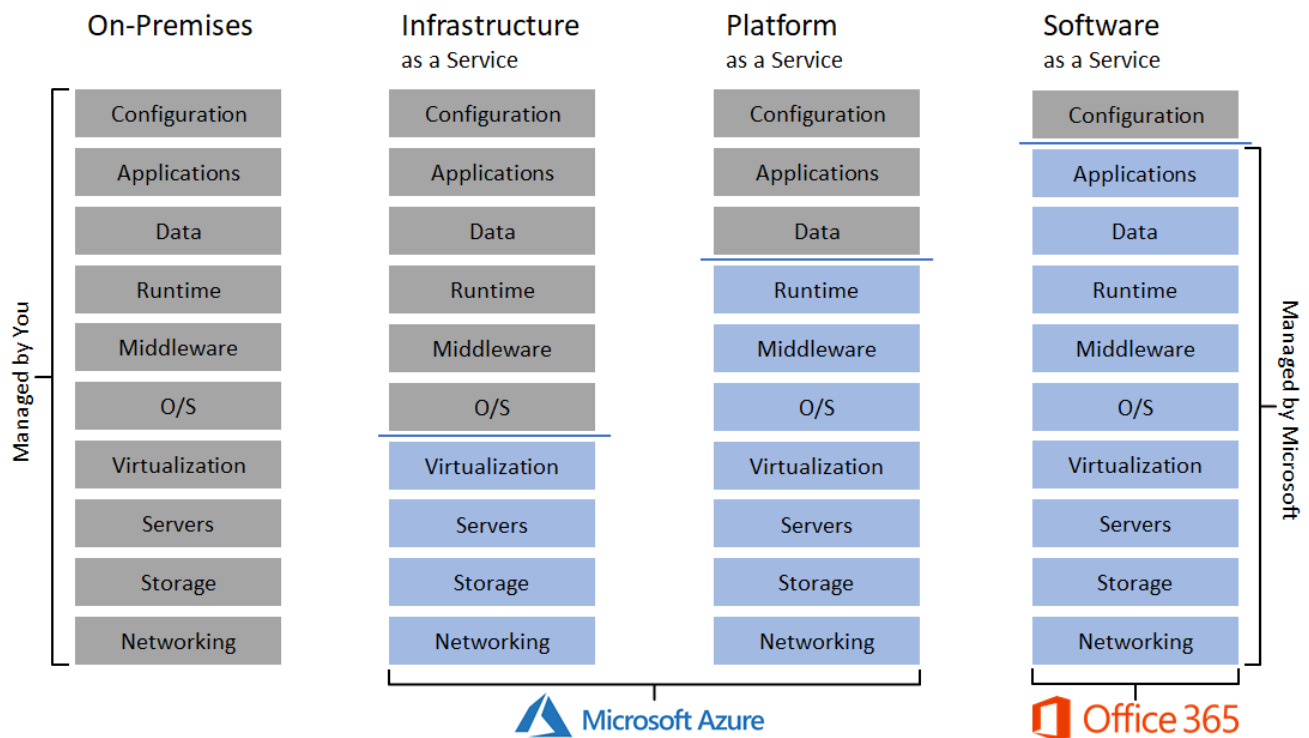 On-Premises
Infrastructure
as a Service
Platform
as a Service
Software
as a Service
Managed by You
Configuration
Applications
Data
Runtime
Middleware
O/S
Virtualization
Servers
Storage
Networking
Configuration
Applications
Data
Runtime
Middleware
O/S
Virtualization
Servers
Storage
Networking
Configuration
Applications
Data
Runtime
Middleware
O/S
Virtualization
Servers
Storage
Networking
Configuration
Applications
Data
Runtime
Middleware
O/S
Virtualization
Servers
Storage
Networking
Managed by Microsoft
Microsoft Azure
Office 365